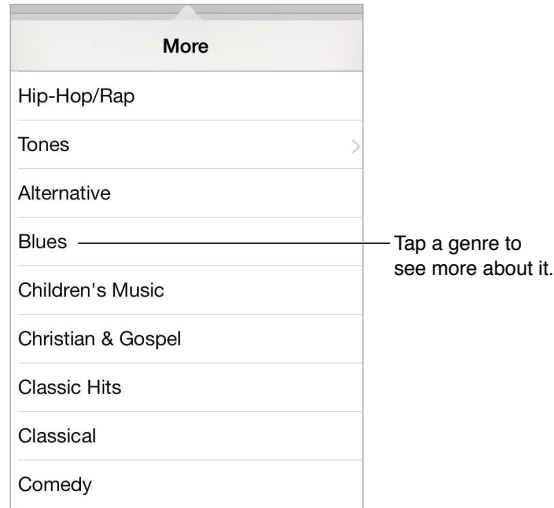 More
Hip-Hop/Rap
Tones
Alternative
Blues
Tap a genre to
see more about it.
Children's Music
Christian & Gospel
Classic Hits
Classical
Comedy